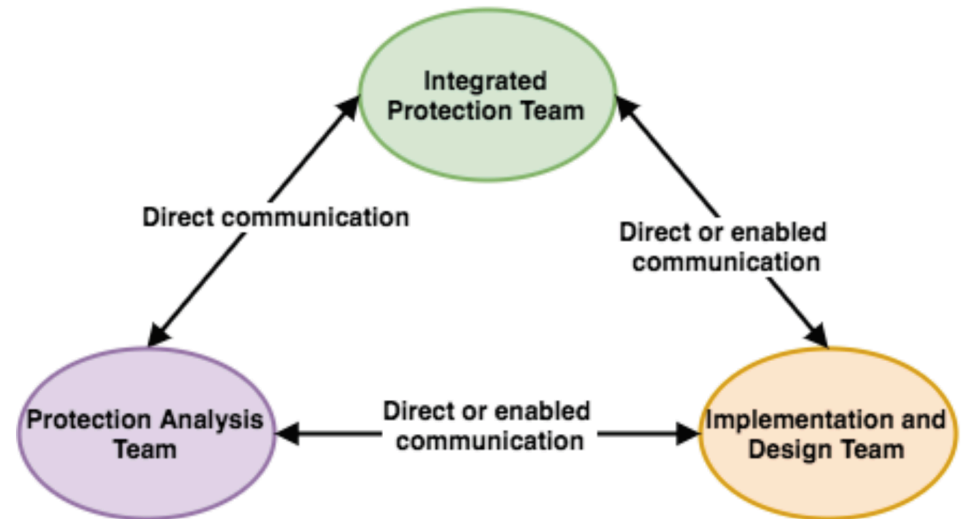 Integrated
Protection Team
Direct communication
Direct or enabled
communication
Protection Analysis
Team
Direct or enabled
communication
Implementation and
Design Team